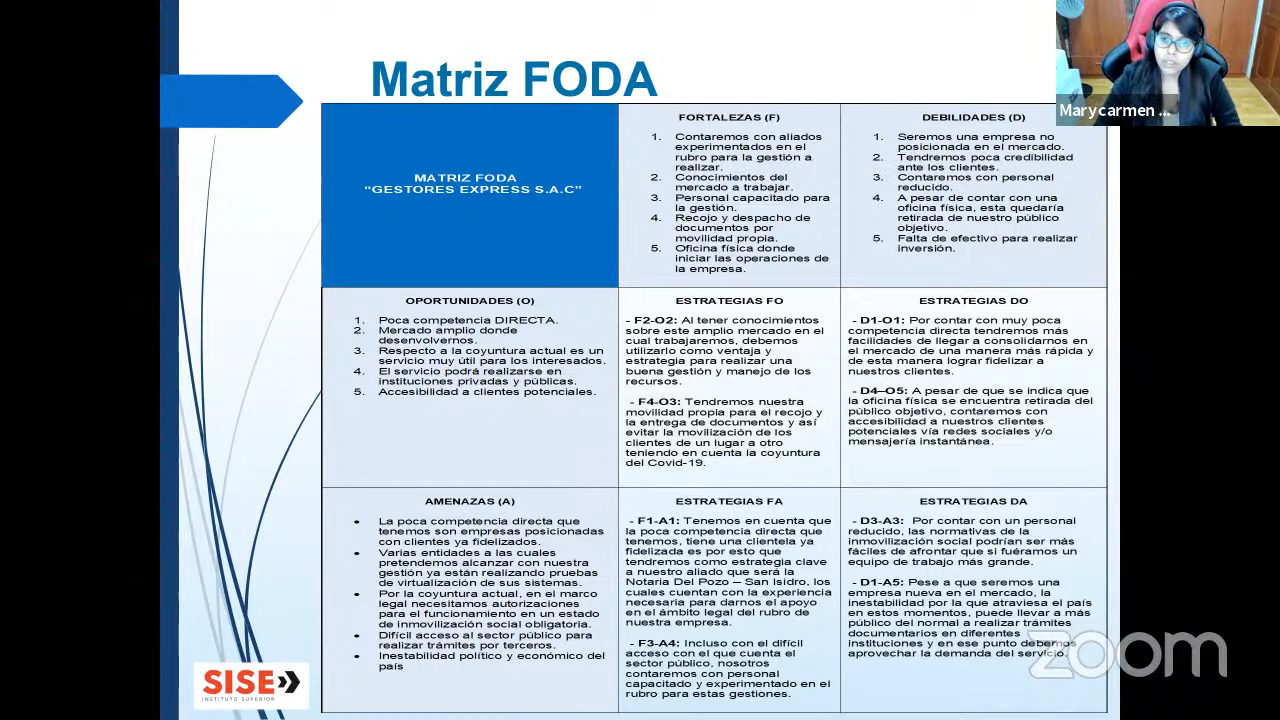 Matriz FODA
Marycarmen ...
MATRIZ FODA
“GESTORES EXPRESS S.A.C”
FORTALEZAS (F)
1. Contaremos con aliados
experimentados en el
rubro para la gestión a
realizar.
2. Conocimientos del
mercado a trabajar.
3. Personal capacitado para
la gestión.
4. Recojo y despacho de
documentos por
movilidad propia.
5. Oficina física donde
iniciar las operaciones de
la empresa.
DEBILIDADES (D)
1. Seremos una empresa no
posicionada en el mercado.
2. Tendremos poca credibilidad
ante los clientes.
3. Contaremos con personal
reducido.
4. A pesar de contar con una
oficina física, esta quedaría
retirada de nuestro público
objetivo.
5. Falta de efectivo para realizar
inversión.
OPORTUNIDADES (O)
1. Poca competencia DIRECTA.
2. Mercado amplio donde
desenvolvernos.
3. Respecto a la coyuntura actual es un
servicio muy útil para los interesados.
4. El servicio podrá realizarse en
instituciones privadas y públicas.
5. Accesibilidad a clientes potenciales.
ESTRATEGIAS FO
- F2-O2: Al tener conocimientos
sobre este amplio mercado en el
cual trabajaremos, debemos
utilizarlo como ventaja y
estrategia para realizar una
buena gestión y manejo de los
recursos.
- F4-O3: Tendremos nuestra
movilidad propia para el recojo y
la entrega de documentos y así
evitar la movilización de los
clientes de un lugar a otro
teniendo en cuenta la coyuntura
del Covid-19.
ESTRATEGIAS DO
- D1-O1: Por contar con muy poca
competencia directa tendremos más
facilidades de llegar a consolidarnos en
el mercado de una manera más rápida y
de esta manera lograr fidelizar a
nuestros clientes.
- D4–O5: A pesar de que se indica que
la oficina física se encuentra retirada del
público objetivo, contaremos con
accesibilidad a nuestros clientes
potenciales vía redes sociales y/o
mensajería instantánea.
AMENAZAS (A)
• La poca competencia directa que
tenemos son empresas posicionadas
con clientes ya fidelizados.
• Varias entidades a las cuales
pretendemos alcanzar con nuestra
gestión ya están realizando pruebas
de virtualización de sus sistemas.
• Por la coyuntura actual, en el marco
legal necesitamos autorizaciones
para el funcionamiento en un estado
de inmovilización social obligatoria.
• Difícil acceso al sector público para
realizar trámites por terceros.
• Inestabilidad político y económico del
país
ESTRATEGIAS FA
- F1-A1: Tenemos en cuenta que
la poca competencia directa que
tenemos, tiene una clientela ya
fidelizada es por esto que
tendremos como estrategia clave
a nuestro aliado que será la
Notaria Del Pozo – San Isidro, los
cuales cuentan con la experiencia
necesaria para darnos el apoyo
en el ámbito legal del rubro de
nuestra empresa.
- F3-A4: Incluso con el difícil
acceso con el que cuenta el
sector público, nosotros
contaremos con personal
capacitado y experimentado en el
rubro para estas gestiones.
ESTRATEGIAS DA
- D3-A3: Por contar con un personal
reducido, las normativas de la
inmovilización social podrían ser más
fáciles de afrontar que si fuéramos un
equipo de trabajo más grande.
- D1-A5: Pese a que seremos una
empresa nueva en el mercado, la
inestabilidad por la que atraviesa el país
en estos momentos, puede llevar a más
público del normal a realizar trámites
documentarios en diferentes
instituciones y en ese punto debemos
aprovechar la demanda del servicio.
zoom
SISE
INSTITUTO SUPERIOR